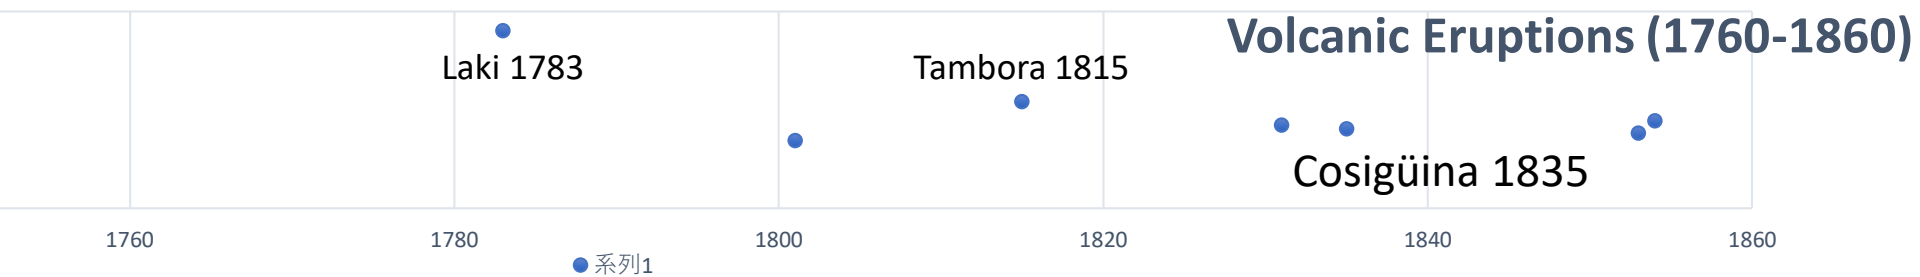 Volcanic Eruptions (1760-1860)
Laki 1783
Tambora 1815
Cosigüina 1835
1760 1780 1800 1820 1840 1860
系列1